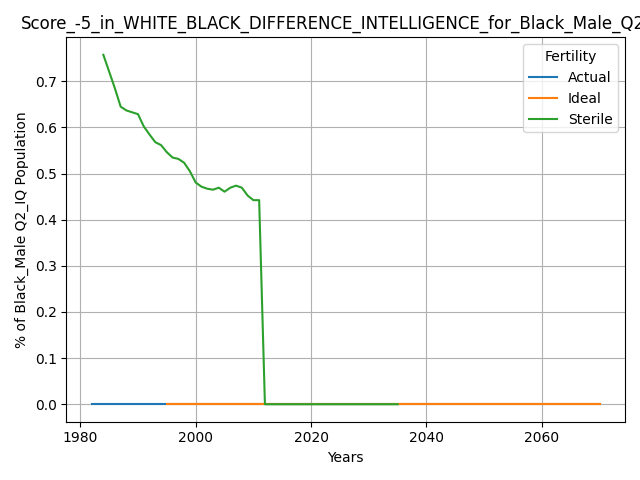 Score_-5_in_WHITE_BLACK_DIFFERENCE_INTELLIGENCE_for_Black_Male_Q2
Fertility
Actual
Ideal
Sterile
% of Black_Male Q2_IQ Population
0.7
0.6
0.5
0.4
0.3
0.2
0.1
0.0
1980 2000 2020 2040 2060
Years